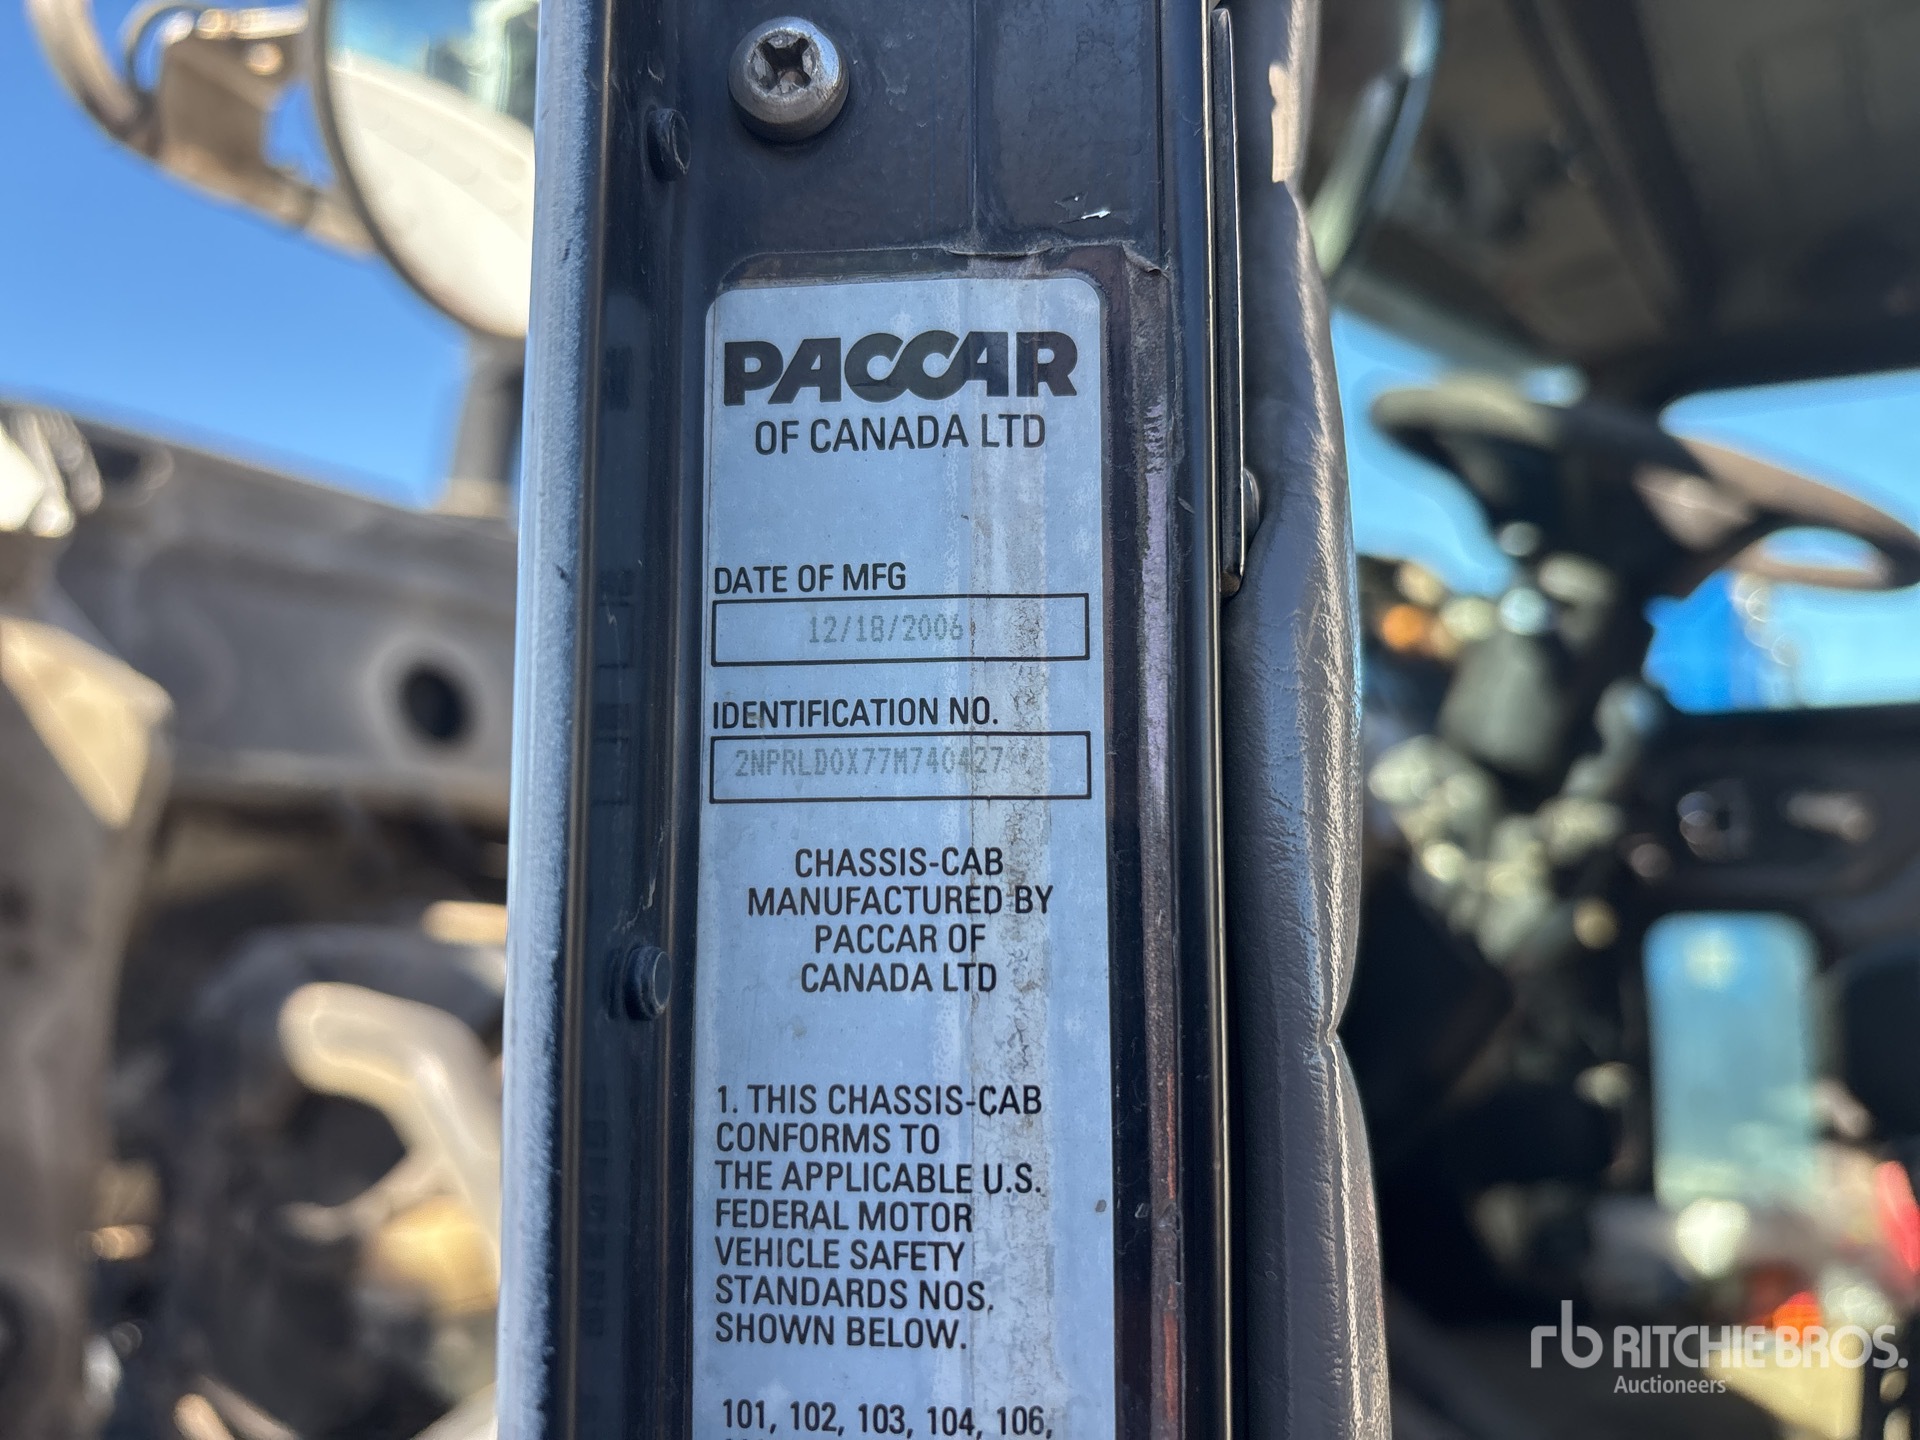 PACCAR
OF CANADA LTD
DATE OF MFG
12/18/2006
IDENTIFICATION NO.
2NPRLD0X77M740427
CHASSIS-CAB
MANUFACTURED BY
PACCAR OF
CANADA LTD
1. THIS CHASSIS-CAB
CONFORMS TO
THE APPLICABLE U.S.
FEDERAL MOTOR
VEHICLE SAFETY
STANDARDS NOS.
SHOWN BELOW.
101, 102, 103, 104, 106,
rb RITCHIE BROS.
Auctioneers